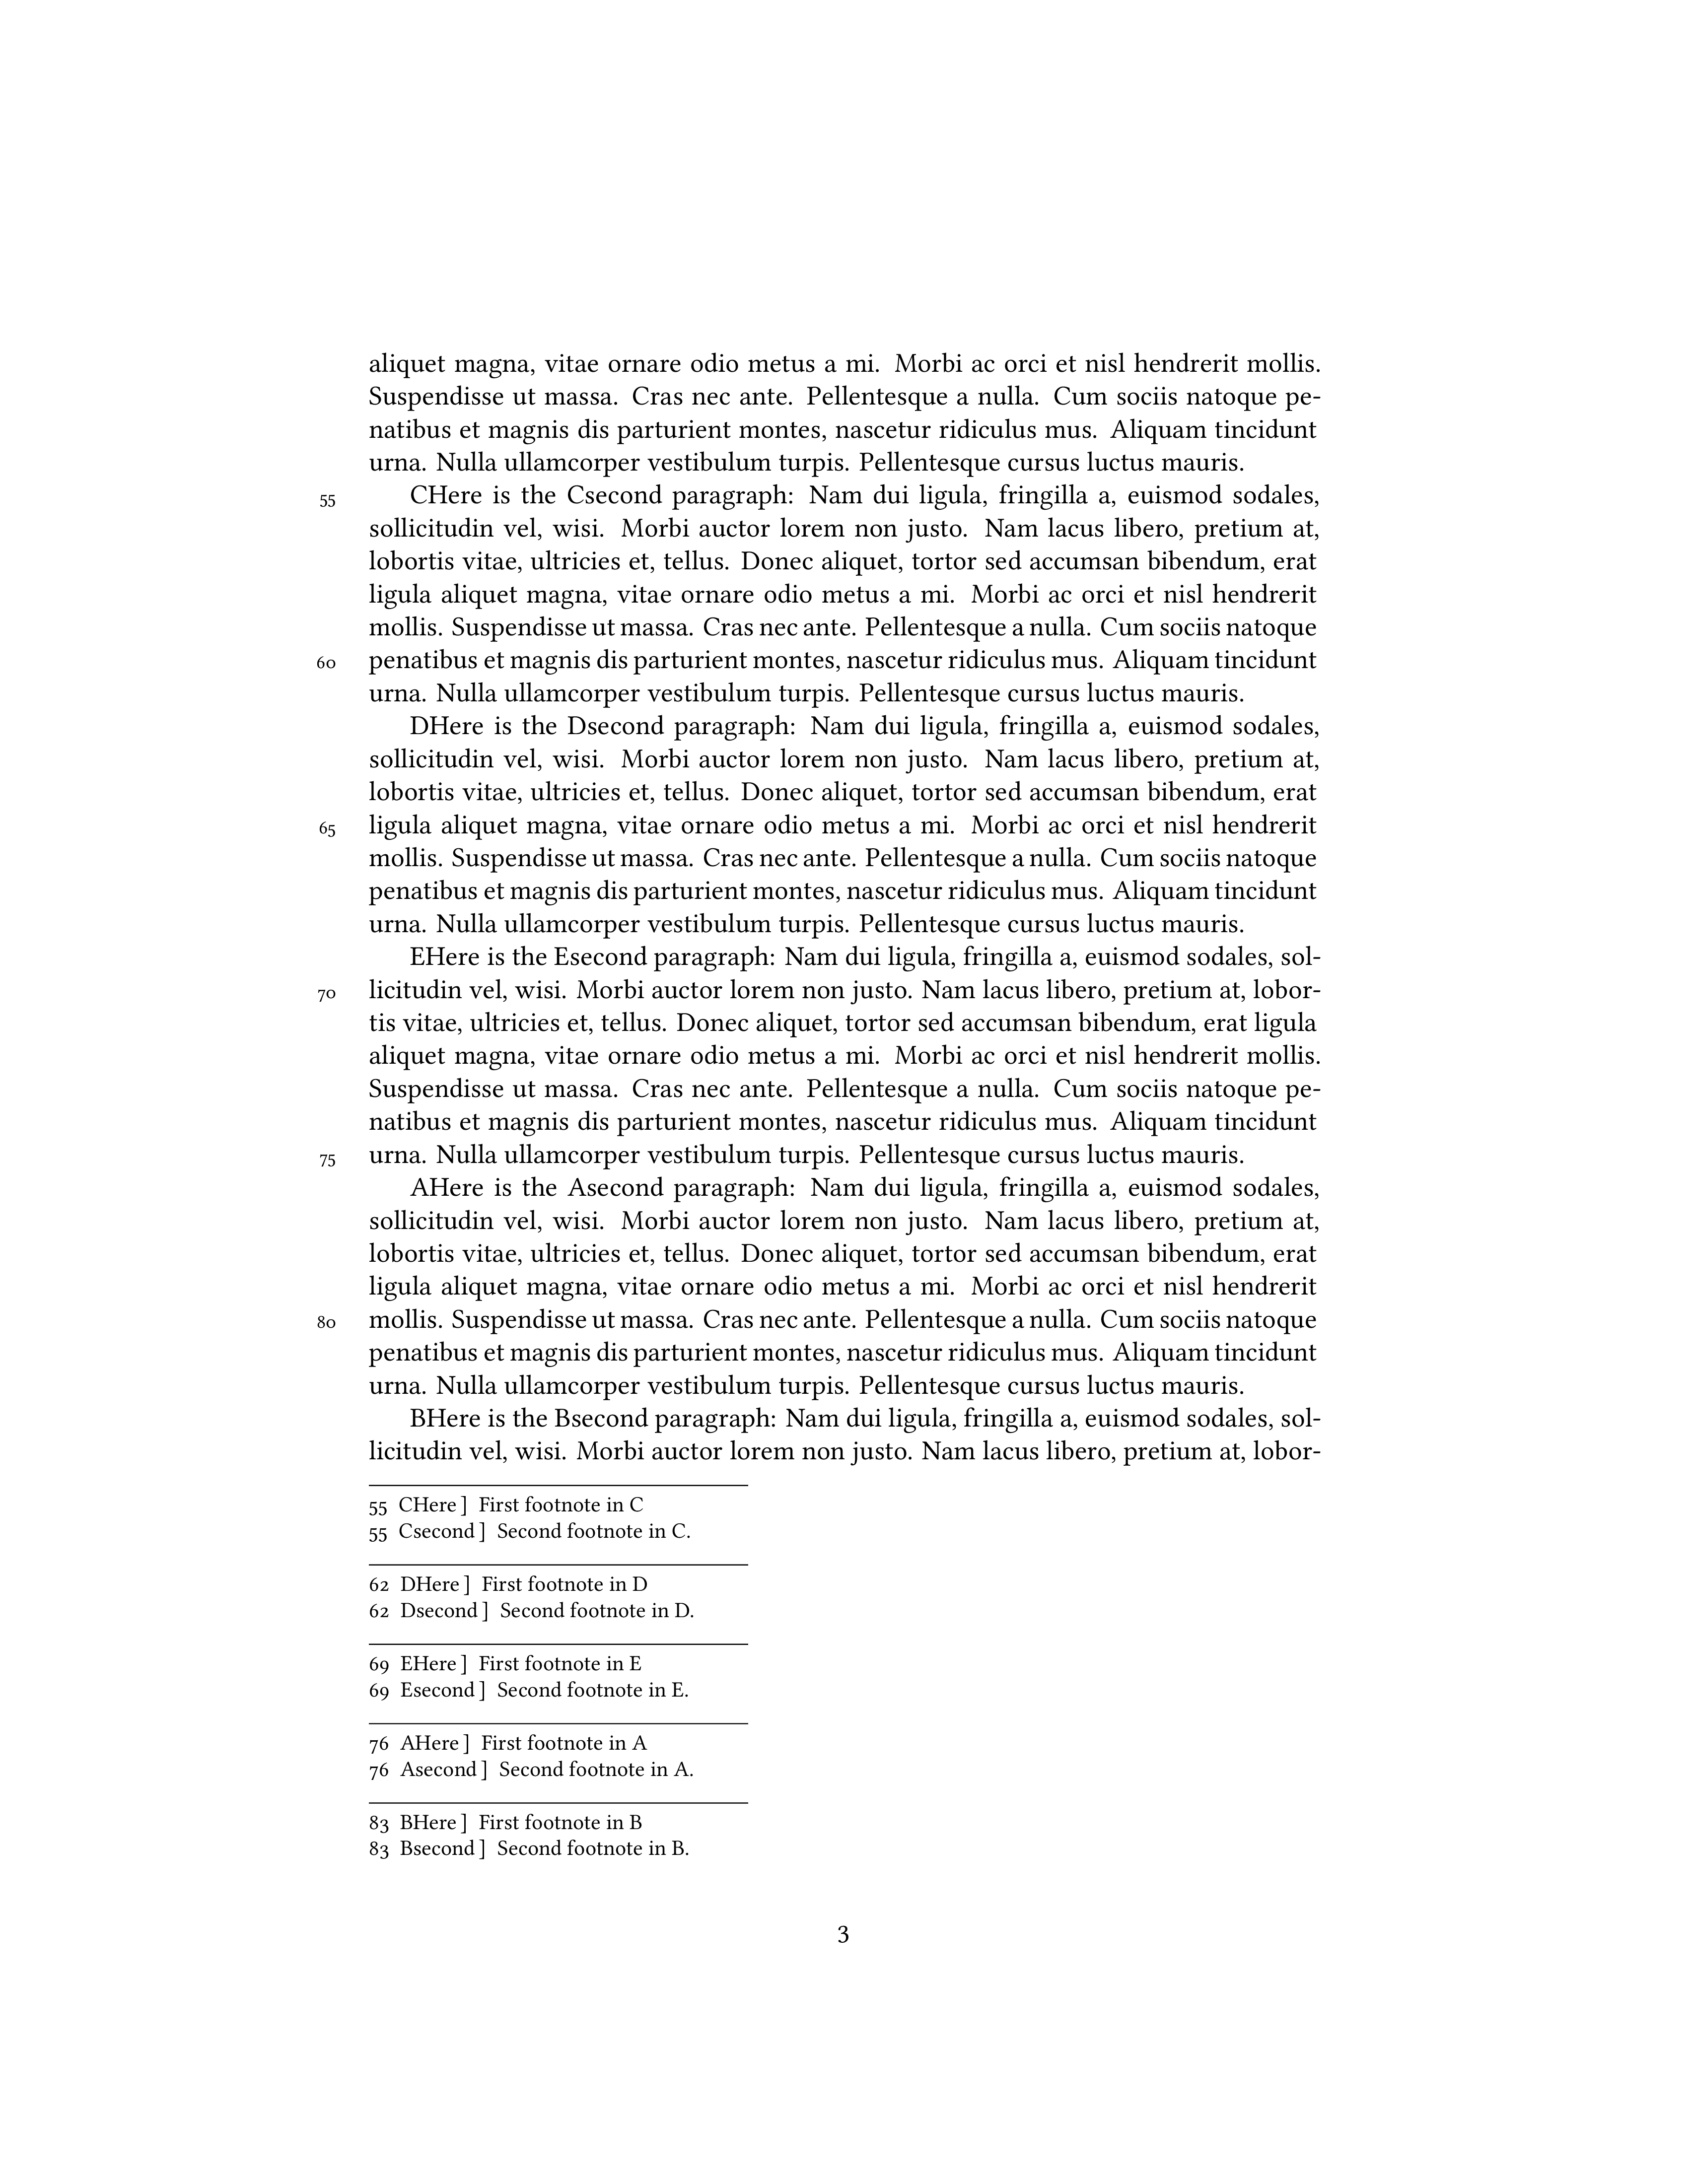 aliquet magna, vitae ornare odio metus a mi. Morbi ac orci et nisl hendrerit mollis.
Suspendisse ut massa. Cras nec ante. Pellentesque a nulla. Cum sociis natoque pe-
natibus et magnis dis parturient montes, nascetur ridiculus mus. Aliquam tincidunt
urna. Nulla ullamcorper vestibulum turpis. Pellentesque cursus luctus mauris.
55 CHere is the Csecond paragraph: Nam dui ligula, fringilla a, euismod sodales,
sollicitudin vel, wisi. Morbi auctor lorem non justo. Nam lacus libero, pretium at,
lobortis vitae, ultricies et, tellus. Donec aliquet, tortor sed accumsan bibendum, erat
ligula aliquet magna, vitae ornare odio metus a mi. Morbi ac orci et nisl hendrerit
mollis. Suspendisse ut massa. Cras nec ante. Pellentesque a nulla. Cum sociis natoque
60 penatibus et magnis dis parturient montes, nascetur ridiculus mus. Aliquam tincidunt
urna. Nulla ullamcorper vestibulum turpis. Pellentesque cursus luctus mauris.
DHere is the Dsecond paragraph: Nam dui ligula, fringilla a, euismod sodales,
sollicitudin vel, wisi. Morbi auctor lorem non justo. Nam lacus libero, pretium at,
lobortis vitae, ultricies et, tellus. Donec aliquet, tortor sed accumsan bibendum, erat
65 ligula aliquet magna, vitae ornare odio metus a mi. Morbi ac orci et nisl hendrerit
mollis. Suspendisse ut massa. Cras nec ante. Pellentesque a nulla. Cum sociis natoque
penatibus et magnis dis parturient montes, nascetur ridiculus mus. Aliquam tincidunt
urna. Nulla ullamcorper vestibulum turpis. Pellentesque cursus luctus mauris.
EHere is the Esecond paragraph: Nam dui ligula, fringilla a, euismod sodales, sol-
70 licitudin vel, wisi. Morbi auctor lorem non justo. Nam lacus libero, pretium at, lobor-
tis vitae, ultricies et, tellus. Donec aliquet, tortor sed accumsan bibendum, erat ligula
aliquet magna, vitae ornare odio metus a mi. Morbi ac orci et nisl hendrerit mollis.
Suspendisse ut massa. Cras nec ante. Pellentesque a nulla. Cum sociis natoque pe-
natibus et magnis dis parturient montes, nascetur ridiculus mus. Aliquam tincidunt
75 urna. Nulla ullamcorper vestibulum turpis. Pellentesque cursus luctus mauris.
AHere is the Asecond paragraph: Nam dui ligula, fringilla a, euismod sodales,
sollicitudin vel, wisi. Morbi auctor lorem non justo. Nam lacus libero, pretium at,
lobortis vitae, ultricies et, tellus. Donec aliquet, tortor sed accumsan bibendum, erat
ligula aliquet magna, vitae ornare odio metus a mi. Morbi ac orci et nisl hendrerit
80 mollis. Suspendisse ut massa. Cras nec ante. Pellentesque a nulla. Cum sociis natoque
penatibus et magnis dis parturient montes, nascetur ridiculus mus. Aliquam tincidunt
urna. Nulla ullamcorper vestibulum turpis. Pellentesque cursus luctus mauris.
BHere is the Bsecond paragraph: Nam dui ligula, fringilla a, euismod sodales, sol-
licitudin vel, wisi. Morbi auctor lorem non justo. Nam lacus libero, pretium at, lobor-
55 CHere ] First footnote in C
55 Csecond ] Second footnote in C.
62 DHere ] First footnote in D
62 Dsecond ] Second footnote in D.
69 EHere ] First footnote in E
69 Esecond ] Second footnote in E.
76 AHere ] First footnote in A
76 Asecond ] Second footnote in A.
83 BHere ] First footnote in B
83 Bsecond ] Second footnote in B.
3